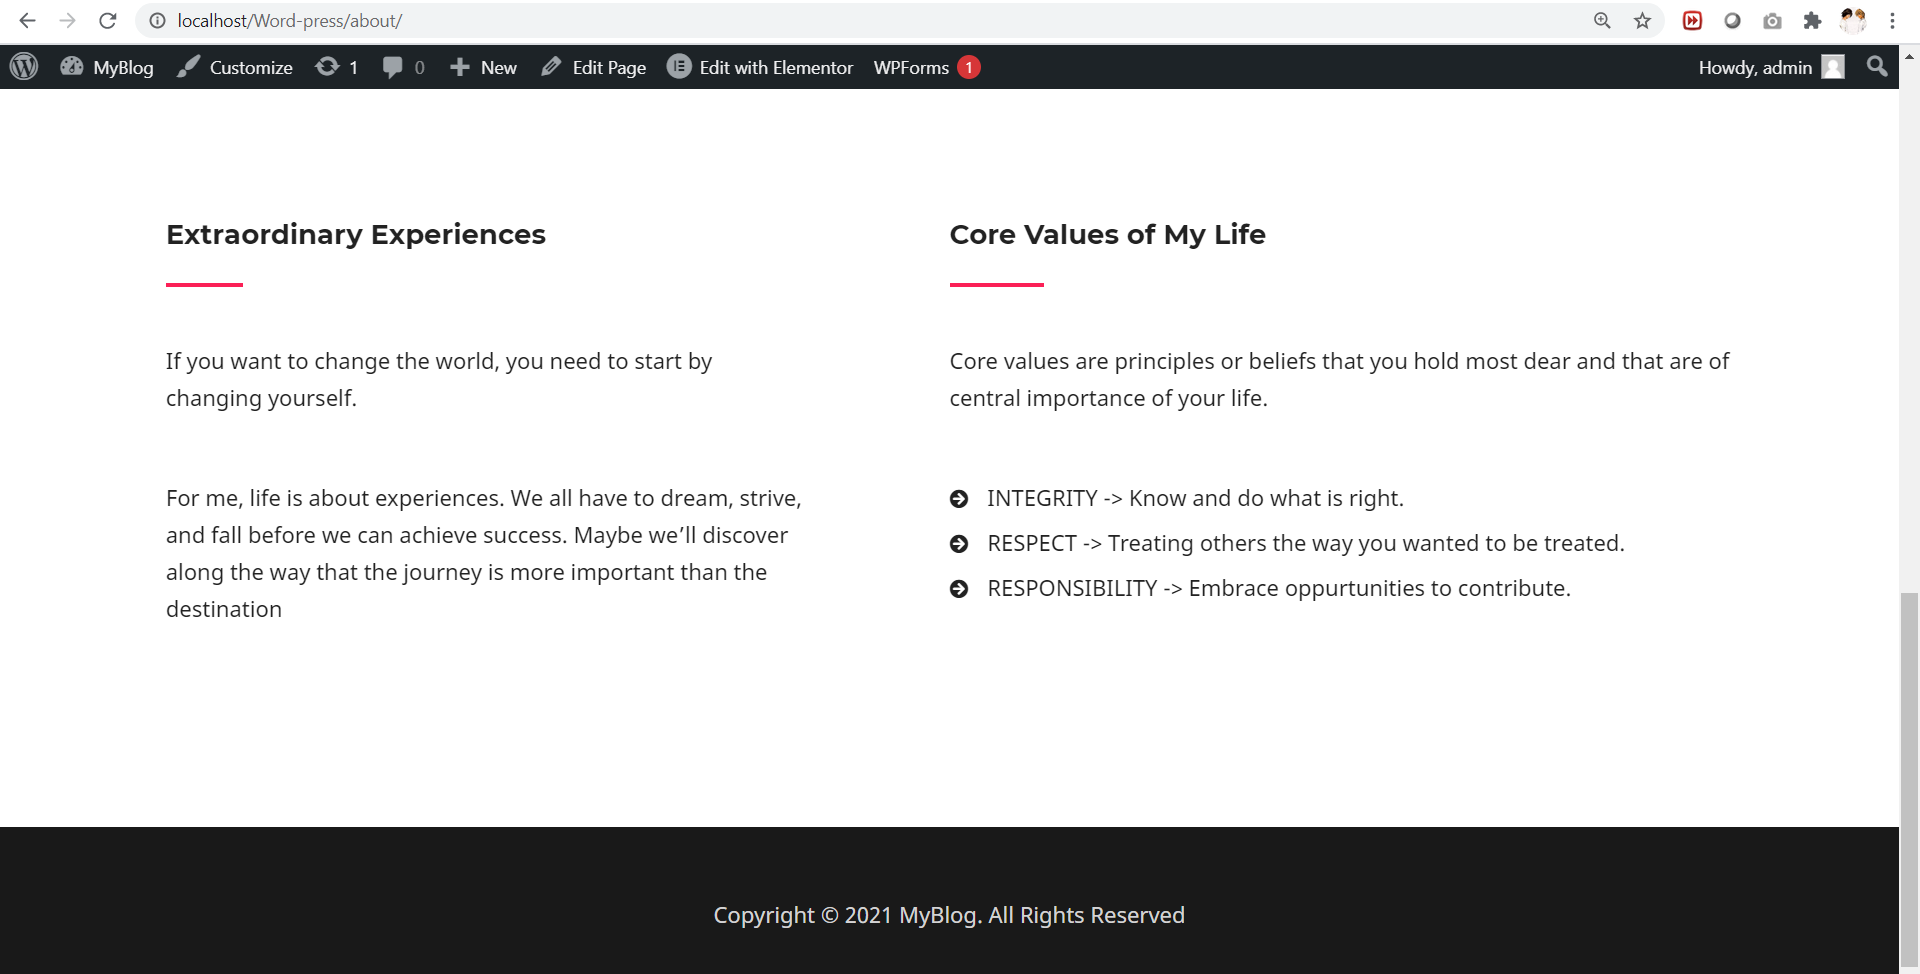 localhost/Word-press/about/
MyBlog Customize 1 0 New Edit Page Edit with Elementor WPForms 1 Howdy, admin
Extraordinary Experiences
If you want to change the world, you need to start by
changing yourself.
For me, life is about experiences. We all have to dream, strive,
and fall before we can achieve success. Maybe we’ll discover
along the way that the journey is more important than the
destination
Core Values of My Life
Core values are principles or beliefs that you hold most dear and that are of
central importance of your life.
INTEGRITY -> Know and do what is right.
RESPECT -> Treating others the way you wanted to be treated.
RESPONSIBILITY -> Embrace oppurtunities to contribute.
Copyright © 2021 MyBlog. All Rights Reserved